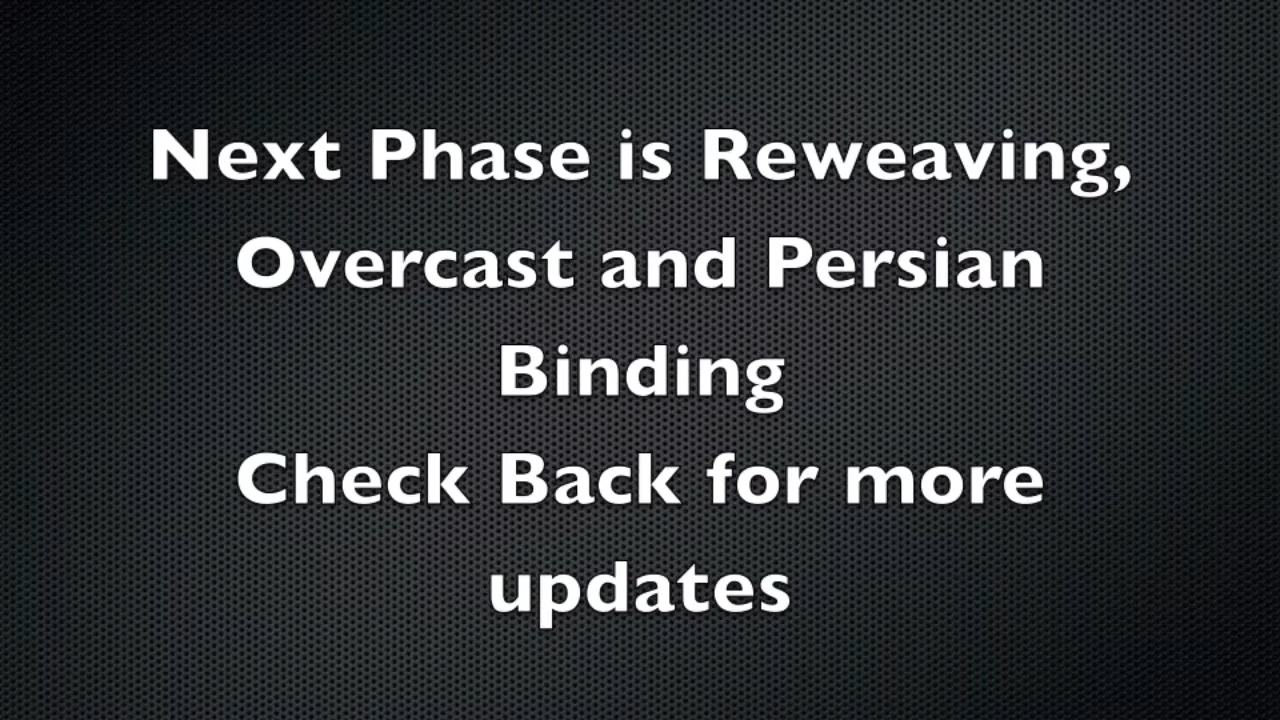 Next Phase is Reweaving,
Overcast and Persian
Binding
Check Back for more
updates